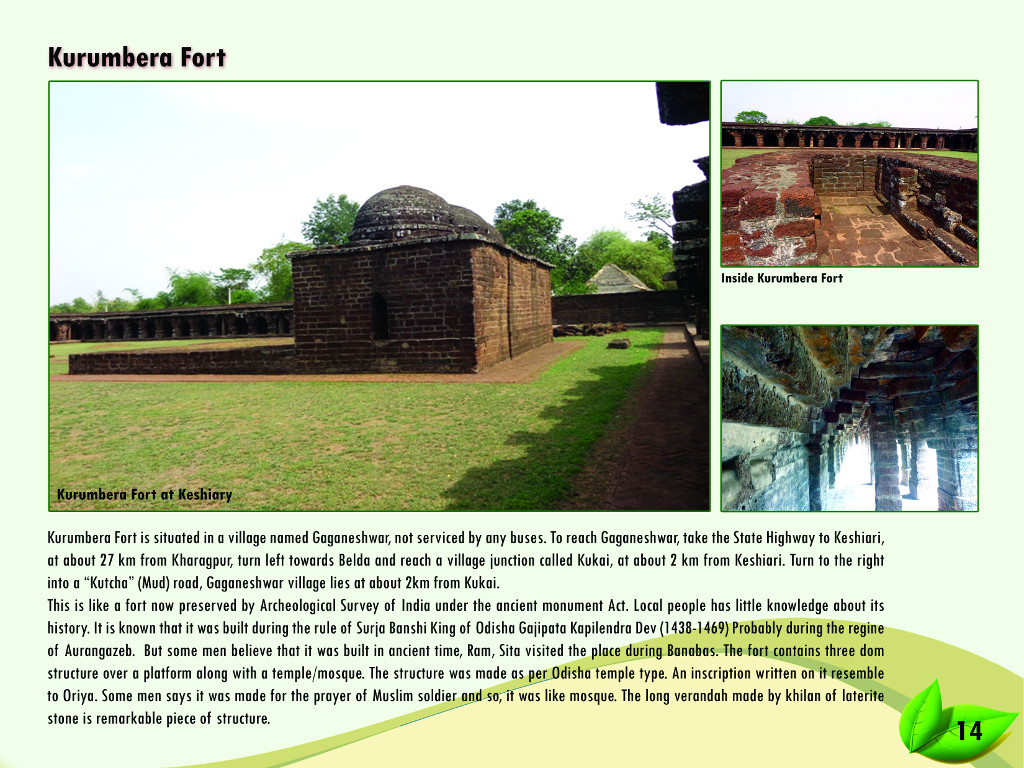 Kurumbera Fort
Kurumbera Fort at Keshiary
Inside Kurumbera Fort
Kurumbera Fort is situated in a village named Gaganeshwar, not serviced by any buses. To reach Gaganeshwar, take the State Highway to Keshiari,
at about 27 km from Kharagpur, turn left towards Belda and reach a village junction called Kukai, at about 2 km from Keshiari. Turn to the right
into a “Kutcha” (Mud) road, Gaganeshwar village lies at about 2km from Kukai.
This is like a fort now preserved by Archeological Survey of India under the ancient monument Act. Local people has little knowledge about its
history. It is known that it was built during the rule of Surja Banshi King of Odisha Gajipata Kapilendra Dev (1438-1469) Probably during the regine
of Aurangazeb. But some men believe that it was built in ancient time, Ram, Sita visited the place during Banabas. The fort contains three dom
structure over a platform along with a temple/mosque. The structure was made as per Odisha temple type. An inscription written on it resemble
to Oriya. Some men says it was made for the prayer of Muslim soldier and so, it was like mosque. The long verandah made by khilan of laterite
stone is remarkable piece of structure.
14